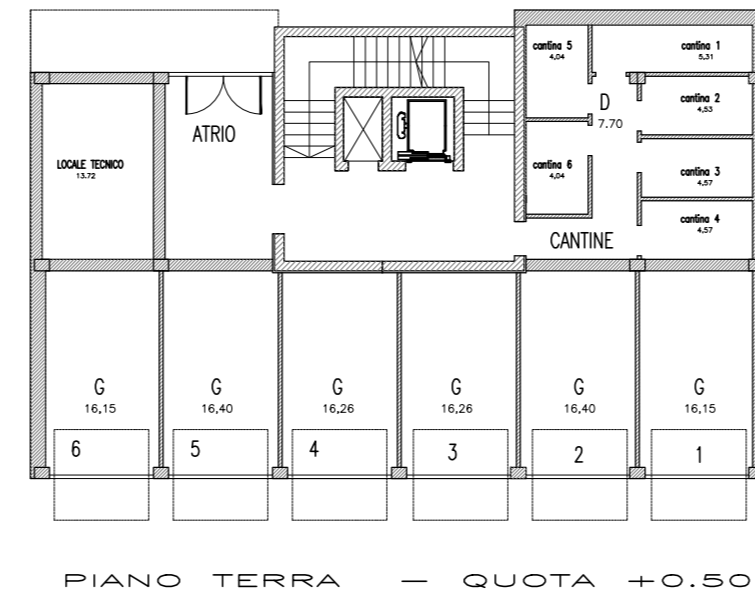 cantina 5
4,04
cantina 1
5,31
D
7.70
cantina 2
4,53
ATRIO
LOCALE TECNICO
13.72
cantina 6
4,04
cantina 3
4,57
cantina 4
4,57
CANTINE
G
16,15
G
16,40
G
16,26
G
16,26
G
16,40
G
16,15
6
5
4
3
2
1
PIANO TERRA — QUOTA +0.50